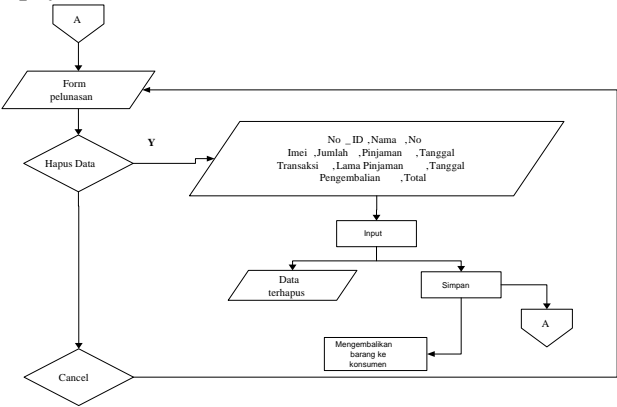 A
Form
pelunasan
Y
Hapus Data
No _ID ,Nama ,No
Imei ,Jumlah ,Pinjaman ,Tanggal
Transaksi ,Lama Pinjaman ,Tanggal
Pengembalian ,Total
Input
Data
terhapus
Simpan
A
Mengembalikan
barang ke
konsumen
Cancel